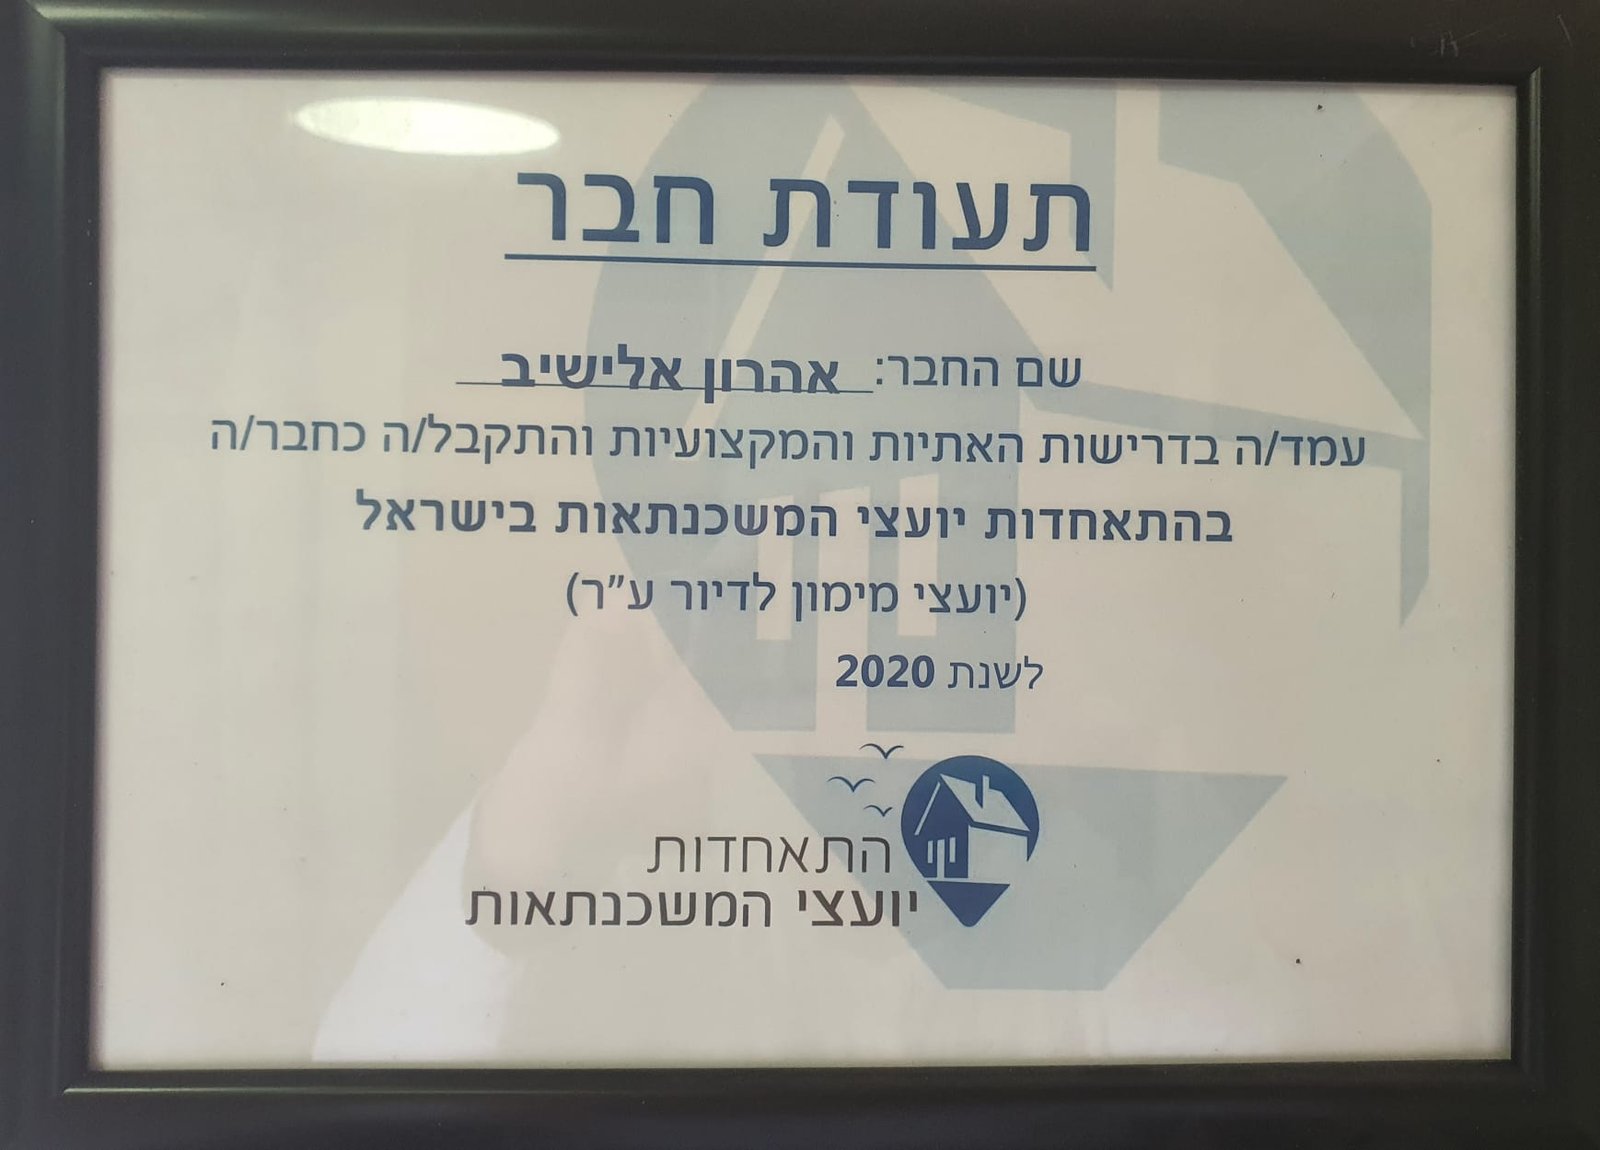 תעודת חבר
שם החבר: אהרון אלישיב
עמד/ה בדרישות האתיות והמקצועיות והתקבל/ה כחבר/ה
בהתאחדות יועצי המשכנתאות בישראל
(יועצי מימון לדיור ע״ר)
לשנת 2020
התאחדות
יועצי המשכנתאות